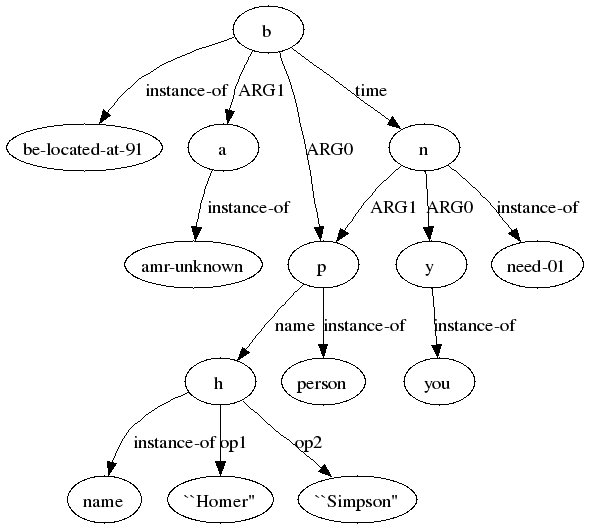 b
instance-of ARG1 time
be-located-at-91 a ARG0 n
instance-of ARG1 ARG0 instance-of
amr-unknown p y need-01
name instance-of instance-of
h person you
instance-of op1 op2
name ``Homer" ``Simpson"